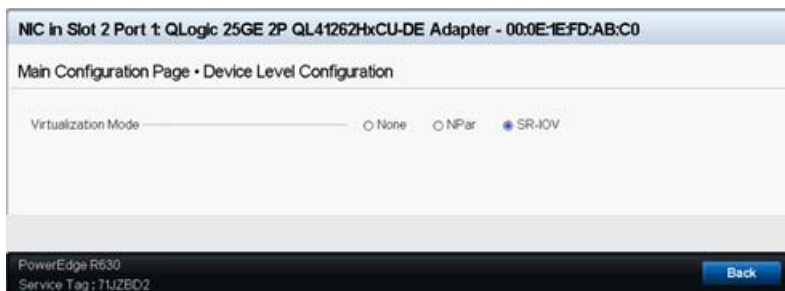 NIC in Slot 2 Port 1: QLogic 25GE 2P QL41262HxCU-DE Adapter - 00:0E:1E:FD:AB:C0
Main Configuration Page • Device Level Configuration
Virtualization Mode None NPar SR-IOV
PowerEdge R630
Service Tag : 71JZBD2
Back